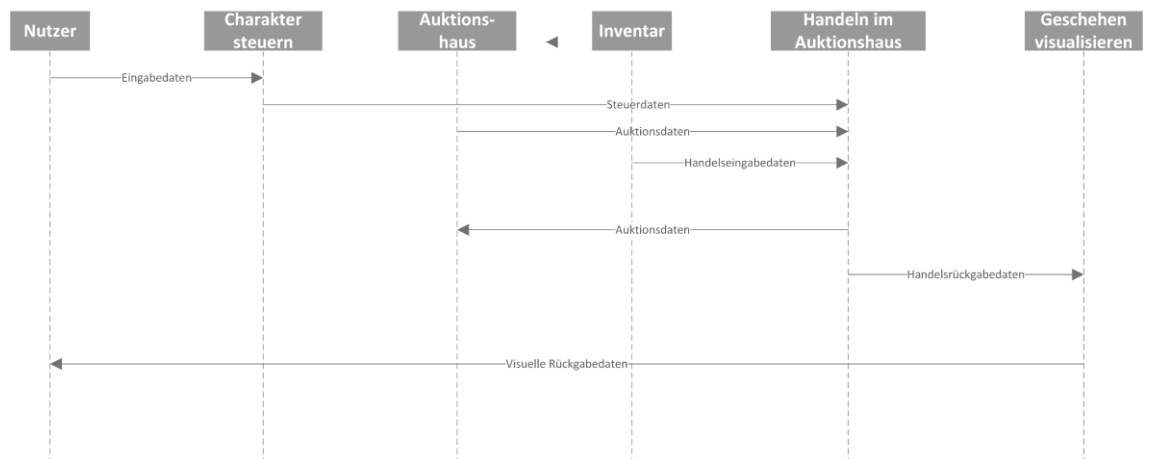 Nutzer
Charakter
steuern
Auktions-
haus
Inventar
Handeln im
Auktionshaus
Geschehen
visualisieren
Eingabedaten
Steuerdaten
Auktionsdaten
Handelseingabedaten
Auktionsdaten
Handelsrückgabedaten
Visuelle Rückgabedaten